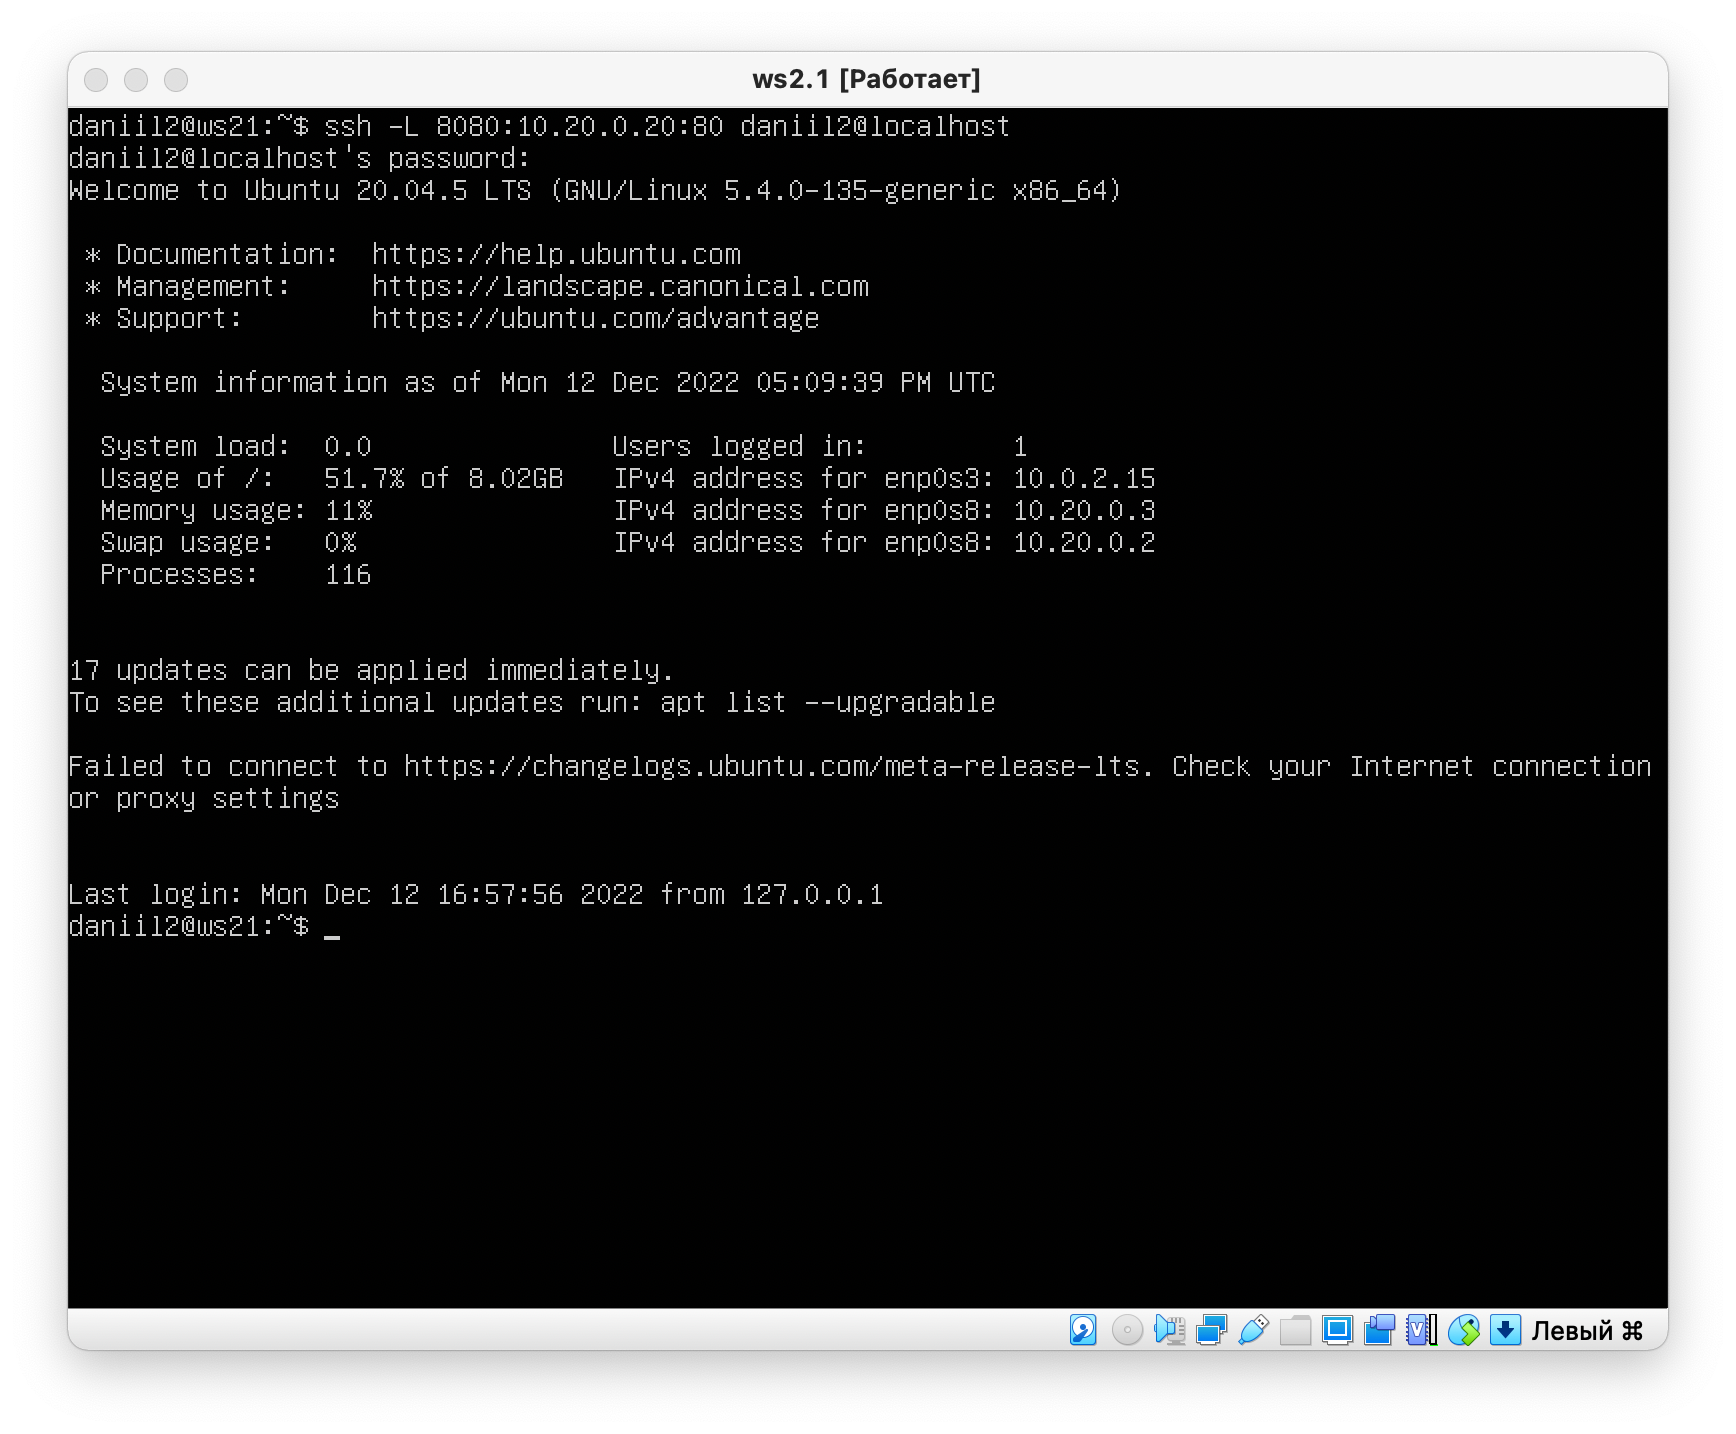 ws2.1 [Работает]
daniil2@ws21:~$ ssh -L 8080:10.20.0.20:80 daniil2@localhost
daniil2@localhost's password:
Welcome to Ubuntu 20.04.5 LTS (GNU/Linux 5.4.0-135-generic x86_64)
* Documentation:  https://help.ubuntu.com
* Management:     https://landscape.canonical.com
* Support:        https://ubuntu.com/advantage
System information as of Mon 12 Dec 2022 05:09:39 PM UTC
System load:  0.0               Users logged in:         1
Usage of /:   51.7% of 8.02GB   IPv4 address for enp0s3: 10.0.2.15
Memory usage: 11%               IPv4 address for enp0s8: 10.20.0.3
Swap usage:   0%                IPv4 address for enp0s8: 10.20.0.2
Processes:    116
17 updates can be applied immediately.
To see these additional updates run: apt list --upgradable
Failed to connect to https://changelogs.ubuntu.com/meta-release-lts. Check your Internet connection
or proxy settings
Last login: Mon Dec 12 16:57:56 2022 from 127.0.0.1
daniil2@ws21:~$ _
Левый ⌘